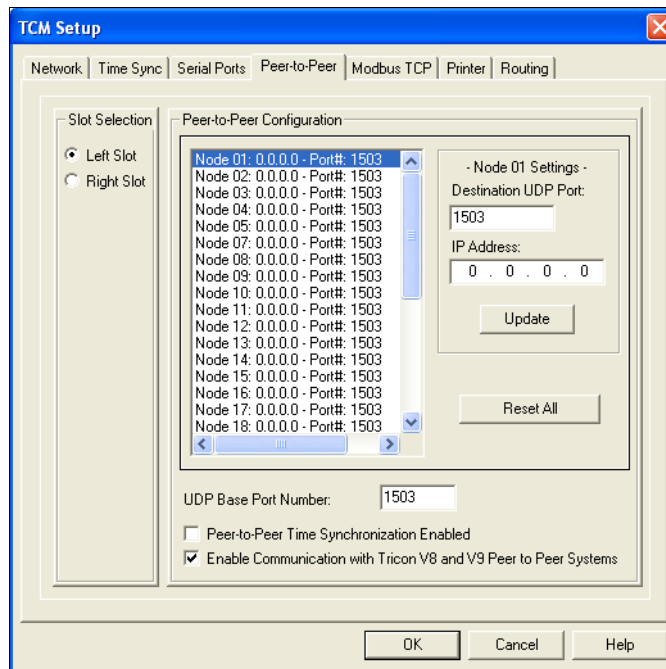 TCM Setup
Network Time Sync Serial Ports Peer-to-Peer Modbus TCP Printer Routing
Slot Selection
Left Slot
Right Slot
Peer-to-Peer Configuration
Node 01: 0.0.0.0 - Port#: 1503
Node 02: 0.0.0.0 - Port#: 1503
Node 03: 0.0.0.0 - Port#: 1503
Node 04: 0.0.0.0 - Port#: 1503
Node 05: 0.0.0.0 - Port#: 1503
Node 07: 0.0.0.0 - Port#: 1503
Node 08: 0.0.0.0 - Port#: 1503
Node 09: 0.0.0.0 - Port#: 1503
Node 10: 0.0.0.0 - Port#: 1503
Node 11: 0.0.0.0 - Port#: 1503
Node 12: 0.0.0.0 - Port#: 1503
Node 13: 0.0.0.0 - Port#: 1503
Node 14: 0.0.0.0 - Port#: 1503
Node 15: 0.0.0.0 - Port#: 1503
Node 16: 0.0.0.0 - Port#: 1503
Node 17: 0.0.0.0 - Port#: 1503
Node 18: 0.0.0.0 - Port#: 1503
- Node 01 Settings -
Destination UDP Port:
1503
IP Address:
0 . 0 . 0 . 0
Update
Reset All
UDP Base Port Number: 1503
Peer-to-Peer Time Synchronization Enabled
Enable Communication with Tricon V8 and V9 Peer to Peer Systems
OK Cancel Help